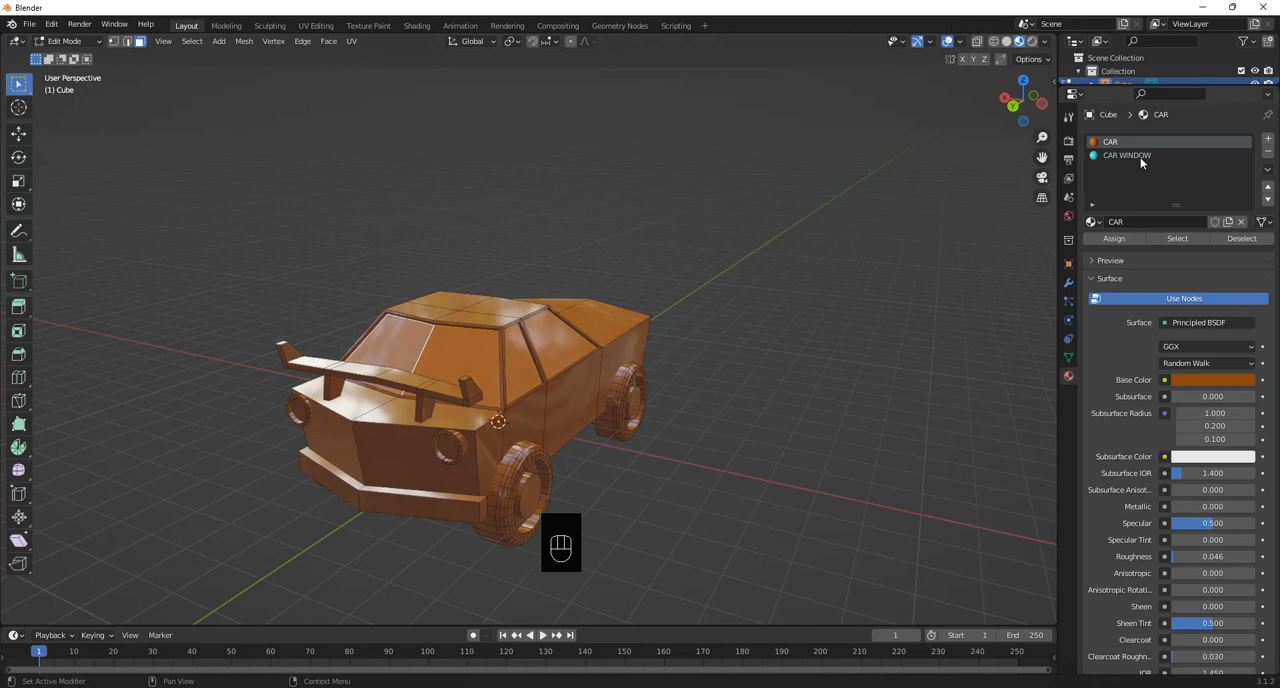 Blender
File Edit Render Window Help Layout Modeling Sculpting UV Editing Texture Paint Shading Animation Rendering Compositing Geometry Nodes Scripting + Scene ViewLayer
Edit Mode View Select Add Mesh Vertex Edge Face UV Global
X Y Z Options
User Perspective
(1) Cube
Z
X
Y
Scene Collection
Collection
Cube > CAR
CAR
CAR WINDOW
CAR
Assign Select Deselect
Preview
Surface
Use Nodes
Surface Principled BSDF
GGX
Random Walk
Base Color
Subsurface 0.000
Subsurface Radius 1.000
0.200
0.100
Subsurface Color
Subsurface IOR 1.400
Subsurface Anisot... 0.000
Metallic 0.000
Specular 0.500
Specular Tint 0.000
Roughness 0.046
Anisotropic 0.000
Anisotropic Rotati... 0.000
Sheen 0.000
Sheen Tint 0.500
Clearcoat 0.000
Clearcoat Roughn... 0.030
Playback Keying View Marker 1 Start 1 End 250
1 10 20 30 40 50 60 70 80 90 100 110 120 130 140 150 160 170 180 190 200 210 220 230 240 250
Set Active Modifier Pan View Context Menu 3.1.2